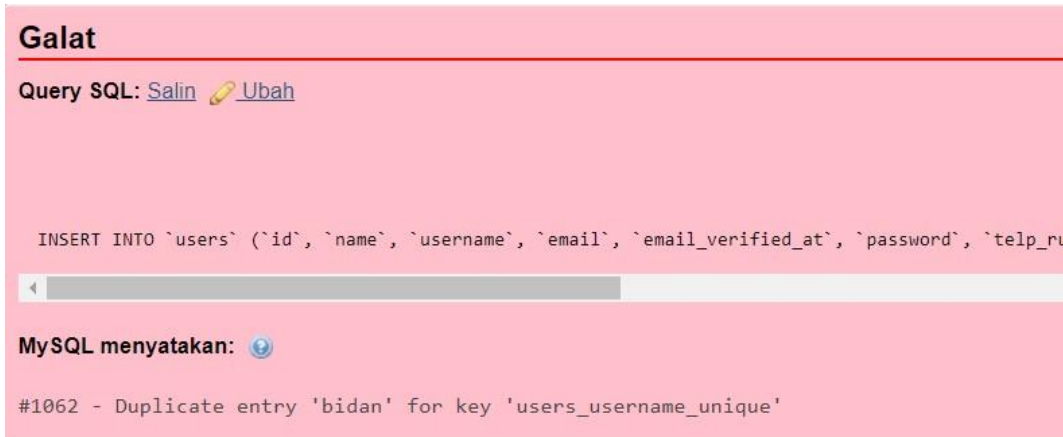 Galat
Query SQL: Salin Ubah
INSERT INTO `users` (`id`, `name`, `username`, `email`, `email_verified_at`, `password`, `telp_ru
MySQL menyatakan:
#1062 - Duplicate entry 'bidan' for key 'users_username_unique'